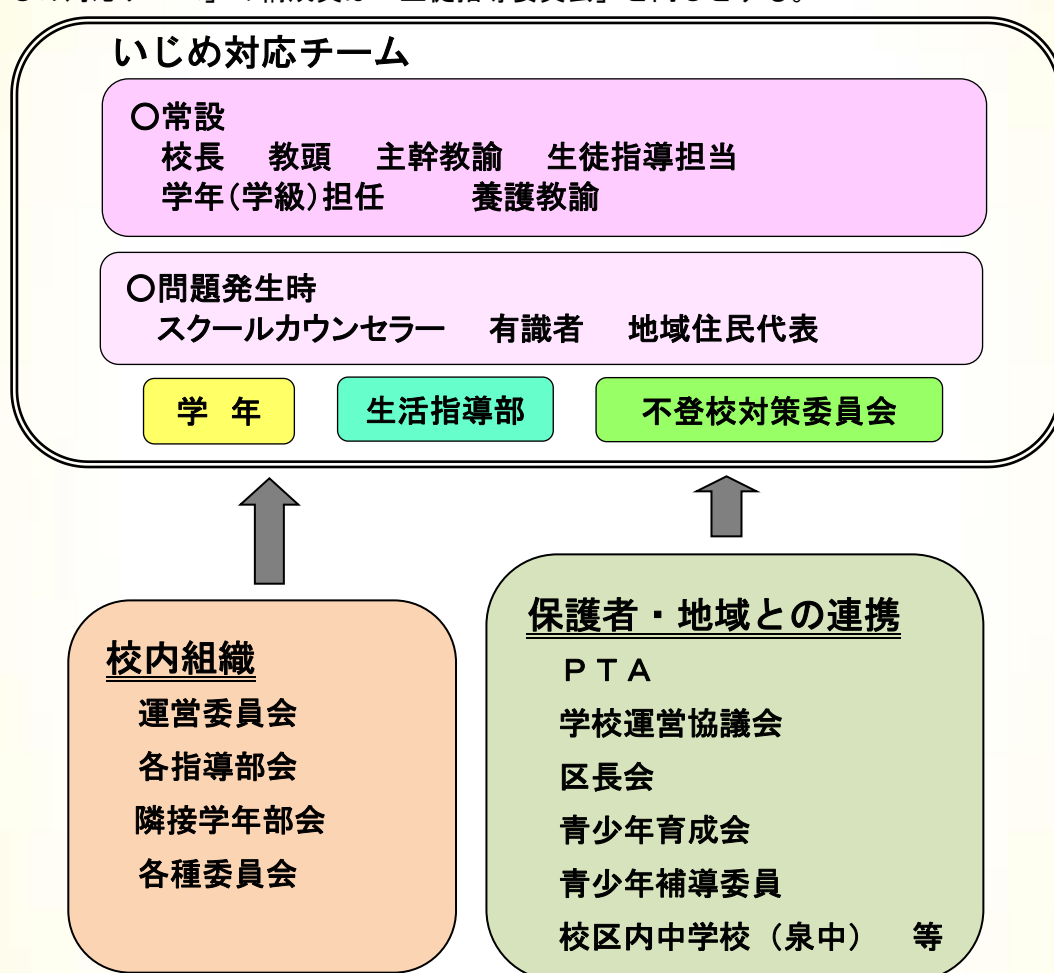 いじめ対応チーム
〇常設
校長　教頭　主幹教諭　生徒指導担当
学年（学級）担任　養護教諭
〇問題発生時
スクールカウンセラー　有識者　地域住民代表
学　年　生活指導部　不登校対策委員会
校内組織
運営委員会
各指導部会
隣接学年部会
各種委員会
保護者・地域との連携
ＰＴＡ
学校運営協議会
区長会
青少年育成会
青少年補導委員
校区内中学校（泉中）　等